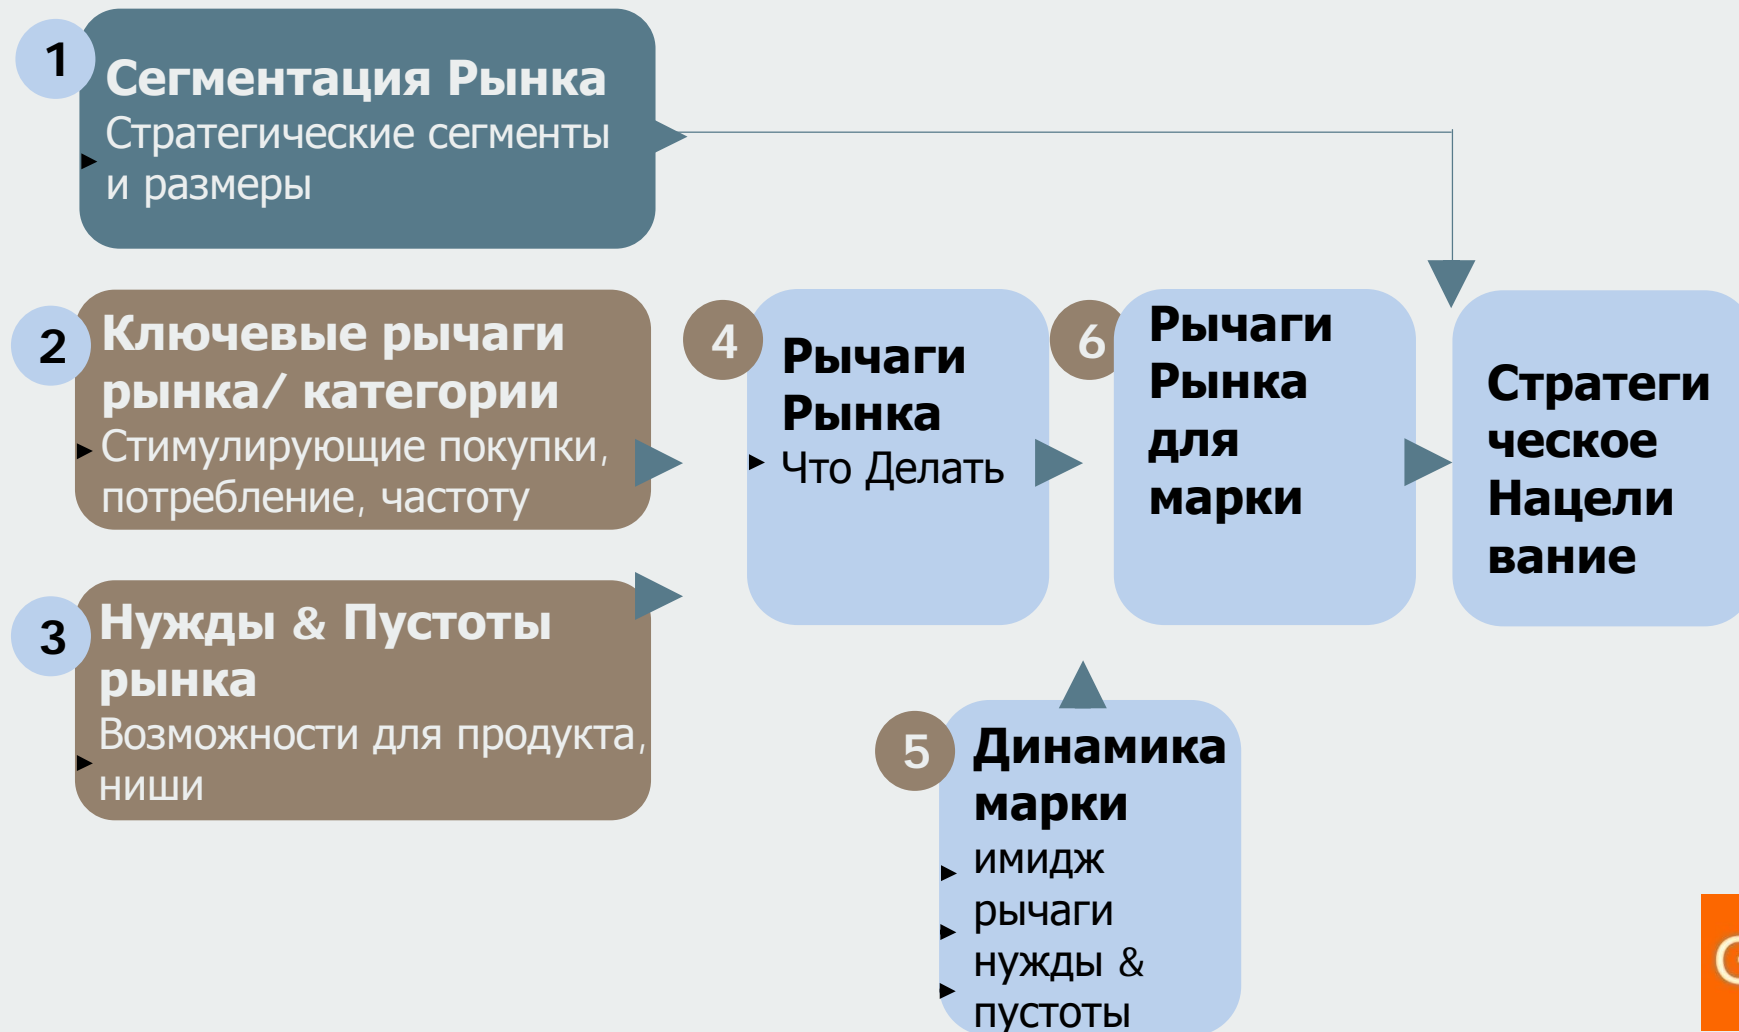 1
Сегментация Рынка
Стратегические сегменты
и размеры
2
Ключевые рычаги
рынка/ категории
Стимулирующие покупки,
потребление, частоту
3
Нужды & Пустоты
рынка
Возможности для продукта,
ниши
4
Рычаги
Рынка
Что Делать
5
Динамика
марки
имидж
рычаги
нужды &
пустоты
6
Рычаги
Рынка
для
марки
Стратеги
ческое
Нацели
вание